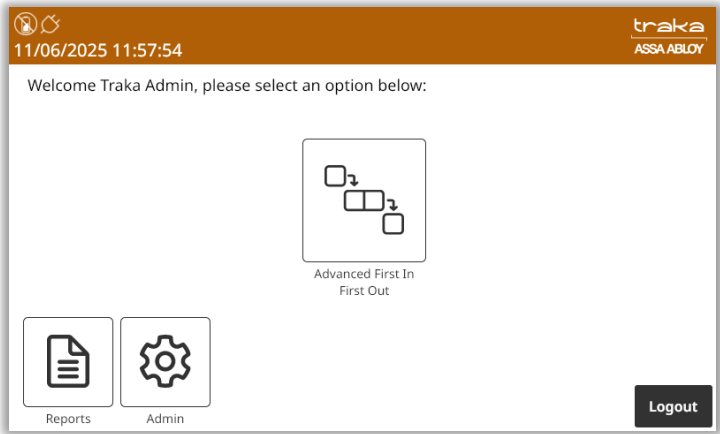 traka
11/06/2025 11:57:54
ASSA ABLOY
Welcome Traka Admin, please select an option below:
Advanced First In
First Out
Reports
Admin
Logout